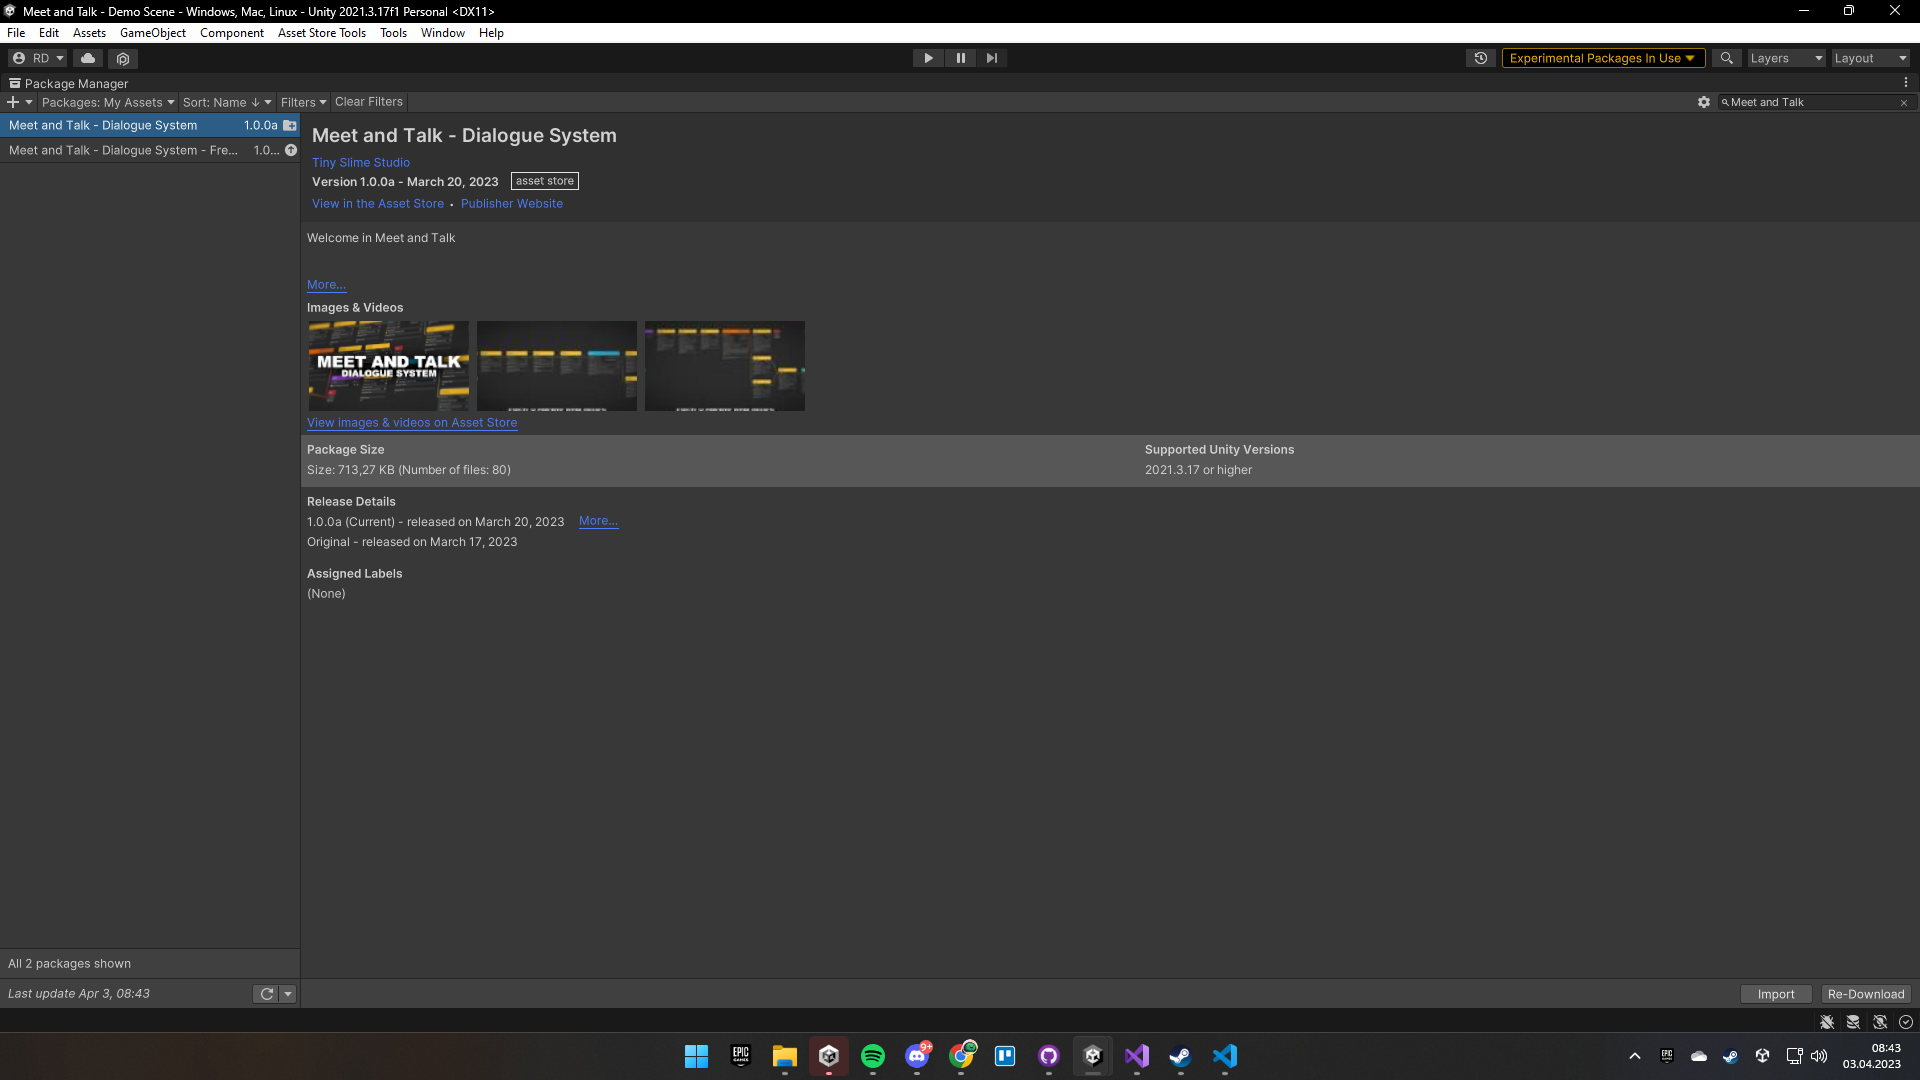 Meet and Talk - Demo Scene - Windows, Mac, Linux - Unity 2021.3.17f1 Personal <DX11>
File Edit Assets GameObject Component Asset Store Tools Tools Window Help
RD Experimental Packages In Use Layers Layout
Package Manager
Packages: My Assets Sort: Name ↓ Filters Clear Filters Meet and Talk
Meet and Talk - Dialogue System 1.0.0a
Meet and Talk - Dialogue System - Fre... 1.0...
Meet and Talk - Dialogue System
Tiny Slime Studio
Version 1.0.0a - March 20, 2023 asset store
View in the Asset Store • Publisher Website
Welcome in Meet and Talk
More...
Images & Videos
MEET AND TALK
DIALOGUE SYSTEM
View images & videos on Asset Store
Package Size
Size: 713,27 KB (Number of files: 80)
Supported Unity Versions
2021.3.17 or higher
Release Details
1.0.0a (Current) - released on March 20, 2023 More...
Original - released on March 17, 2023
Assigned Labels
(None)
All 2 packages shown
Last update Apr 3, 08:43
Import Re-Download
EPIC GAMES
9+
08:43
03.04.2023